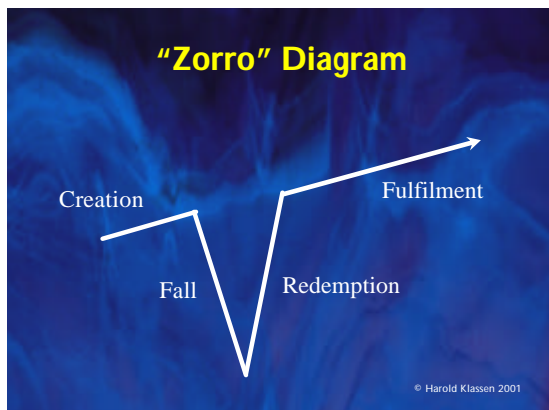 “Zorro” Diagram
Creation
Fulfilment
Fall
Redemption
© Harold Klassen 2001